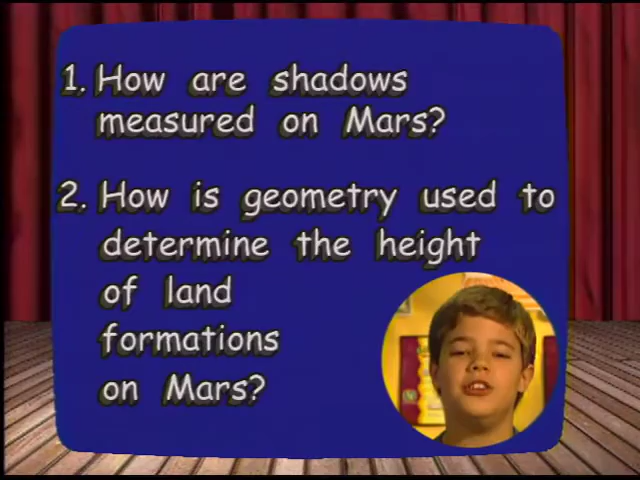 1. How are shadows
measured on Mars?
2. How is geometry used to
determine the height
of land
formations
on Mars?